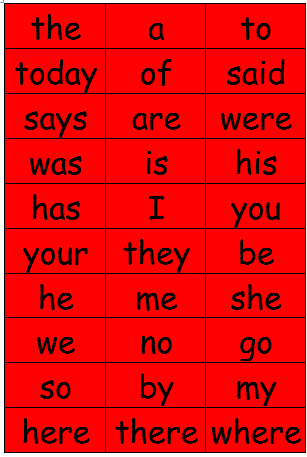 the a to
today of said
says are were
was is his
has I you
your they be
he me she
we no go
so by my
here there where